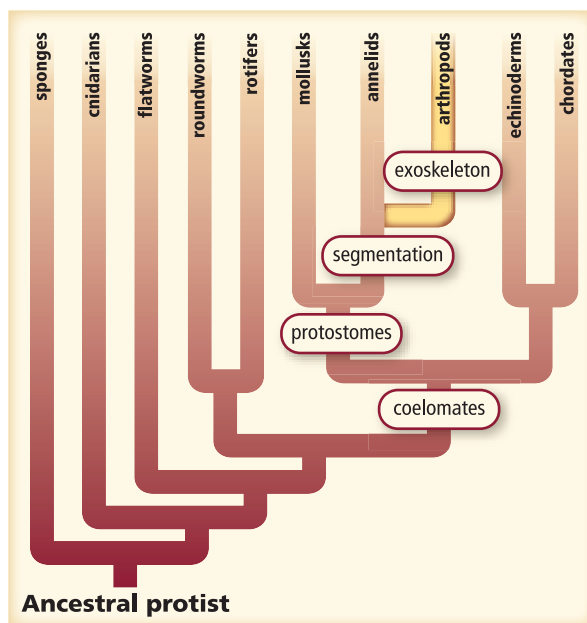 sponges
cnidarians
flatworms
roundworms
rotifers
mollusks
annelids
arthropods
echinoderms
chordates
exoskeleton
segmentation
protostomes
coelomates
Ancestral protist